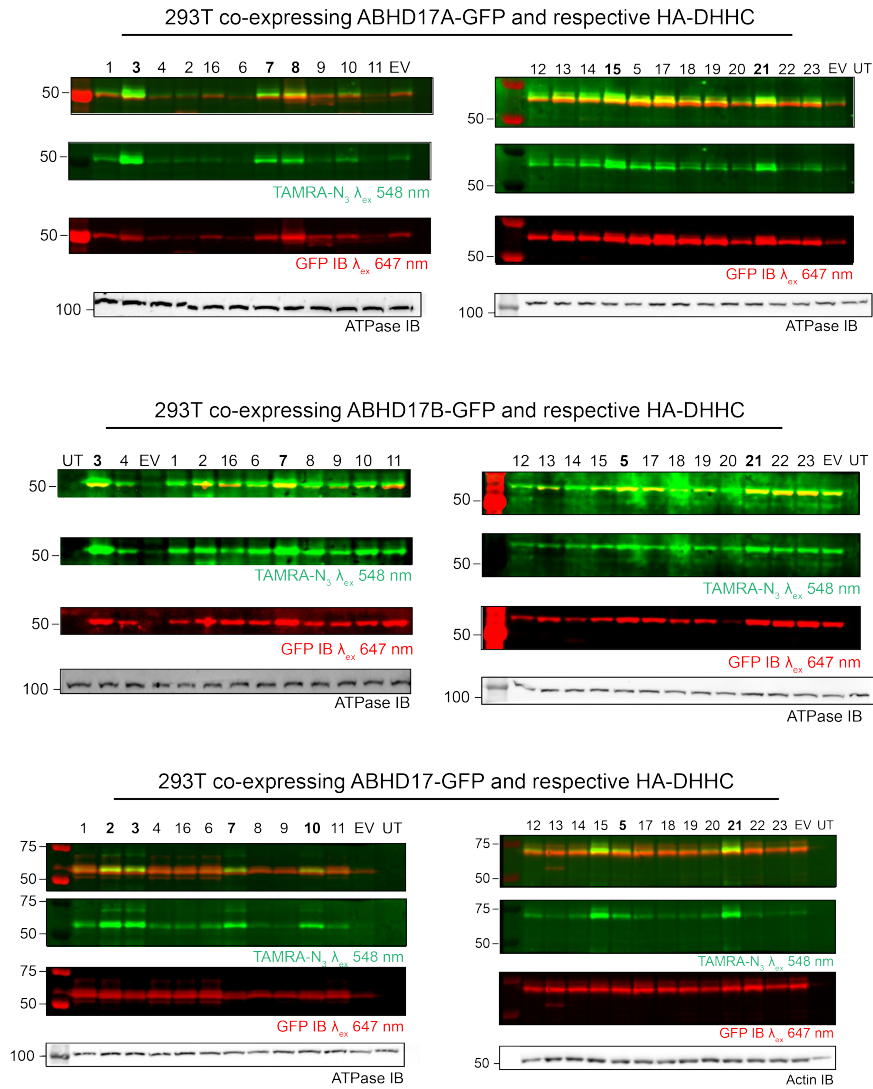 293T co-expressing ABHD17A-GFP and respective HA-DHHC
1 3 4 2 16 6 7 8 9 10 11 EV
50
50
TAMRA-N3 λex 548 nm
50
GFP IB λex 647 nm
100
ATPase IB
12 13 14 15 5 17 18 19 20 21 22 23 EV UT
50
50
50
GFP IB λex 647 nm
100
ATPase IB
293T co-expressing ABHD17B-GFP and respective HA-DHHC
UT 3 4 EV 1 2 16 6 7 8 9 10 11
50
50
TAMRA-N3 λex 548 nm
50
GFP IB λex 647 nm
100
ATPase IB
12 13 14 15 5 17 18 19 20 21 22 23 EV UT
50
50
TAMRA-N3 λex 548 nm
50
GFP IB λex 647 nm
100
ATPase IB
293T co-expressing ABHD17-GFP and respective HA-DHHC
1 2 3 4 16 6 7 8 9 10 11 EV UT
75
50
75
50
TAMRA-N3 λex 548 nm
75
50
GFP IB λex 647 nm
100
ATPase IB
12 13 14 15 5 17 18 19 20 21 22 23 EV UT
75
50
75
50
TAMRA-N3 λex 548 nm
75
GFP IB λex 647 nm
50
Actin IB